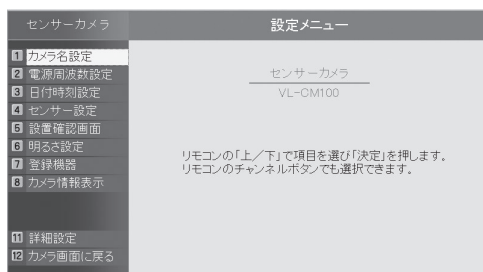 センサーカメラ
設定メニュー
1 カメラ名設定
2 電源周波数設定
3 日付時刻設定
4 センサー設定
5 設置確認画面
6 明るさ設定
7 登録機器
8 カメラ情報表示
11 詳細設定
12 カメラ画面に戻る
センサーカメラ
VL-CM100
リモコンの「上／下」で項目を選び「決定」を押します。
リモコンのチャンネルボタンでも選択できます。